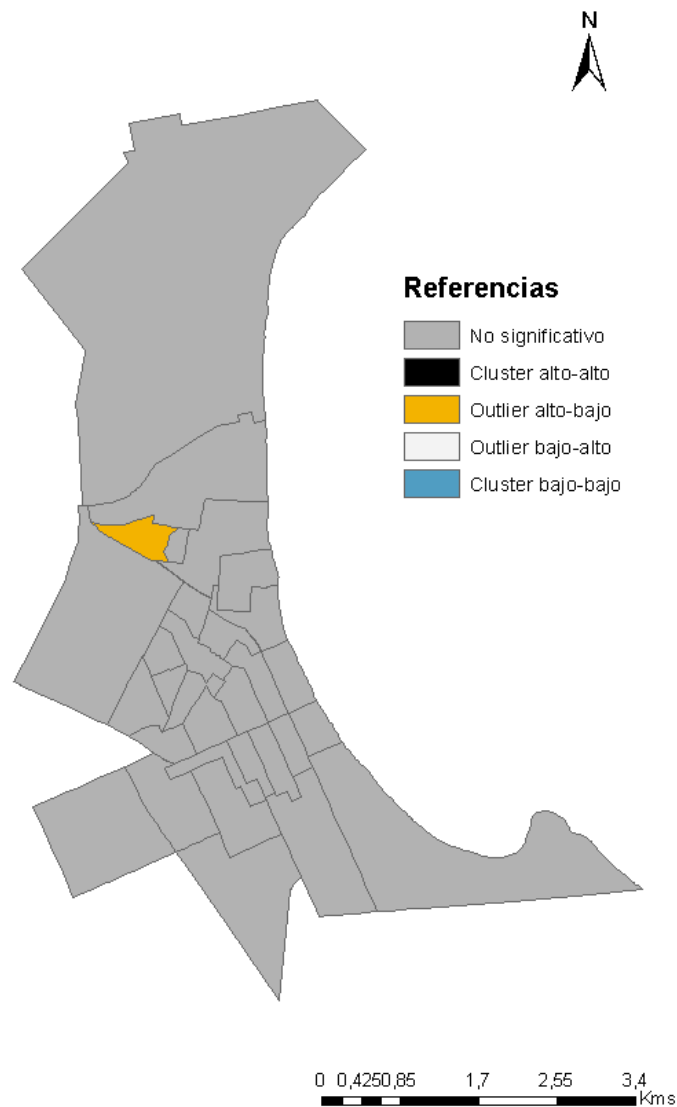 N
Referencias
No significativo
Cluster alto-alto
Outlier alto-bajo
Outlier bajo-alto
Cluster bajo-bajo
0 0,4250,85 1,7 2,55 3,4
Kms